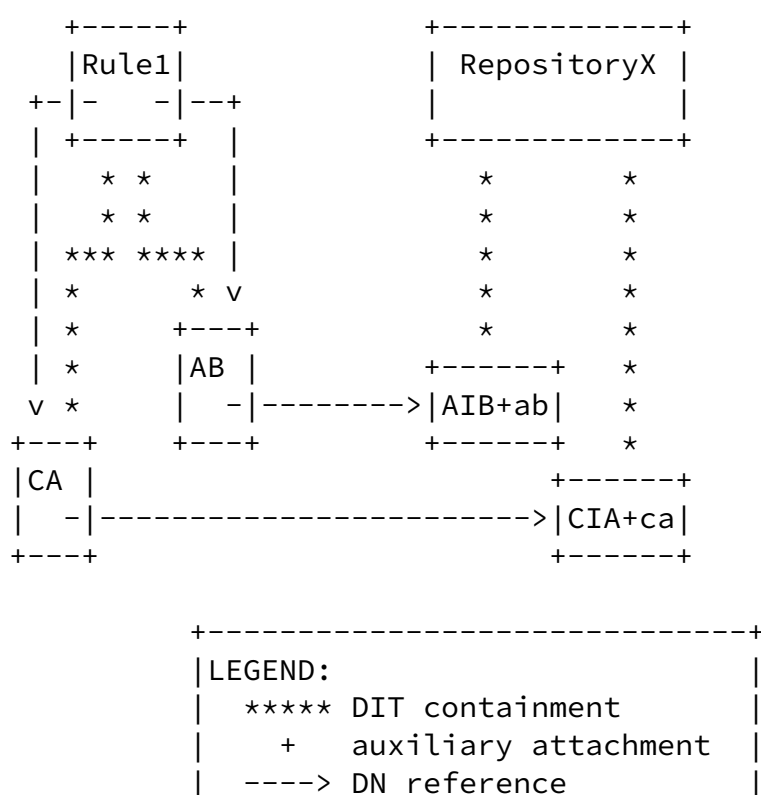 +-----+                 +-------------+
|Rule1|                 | RepositoryX |
+-|-   -|--+             |             |
| +-----+  |             +-------------+
|   * *    |                 *       *
|   * *    |                 *       *
| *** **** |                 *       *
| *      * v                 *       *
| *     +---+                *       *
| *     |AB |             +------+   *
v *     |  -|-------->|AIB+ab|   *
+---+    +---+             +------+   *
|CA |                          +------+
|  -|------------------------>|CIA+ca|
+---+                          +------+
+------------------------------+
|LEGEND:                       |
|  ***** DIT containment       |
|    +   auxiliary attachment  |
|  ----> DN reference          |